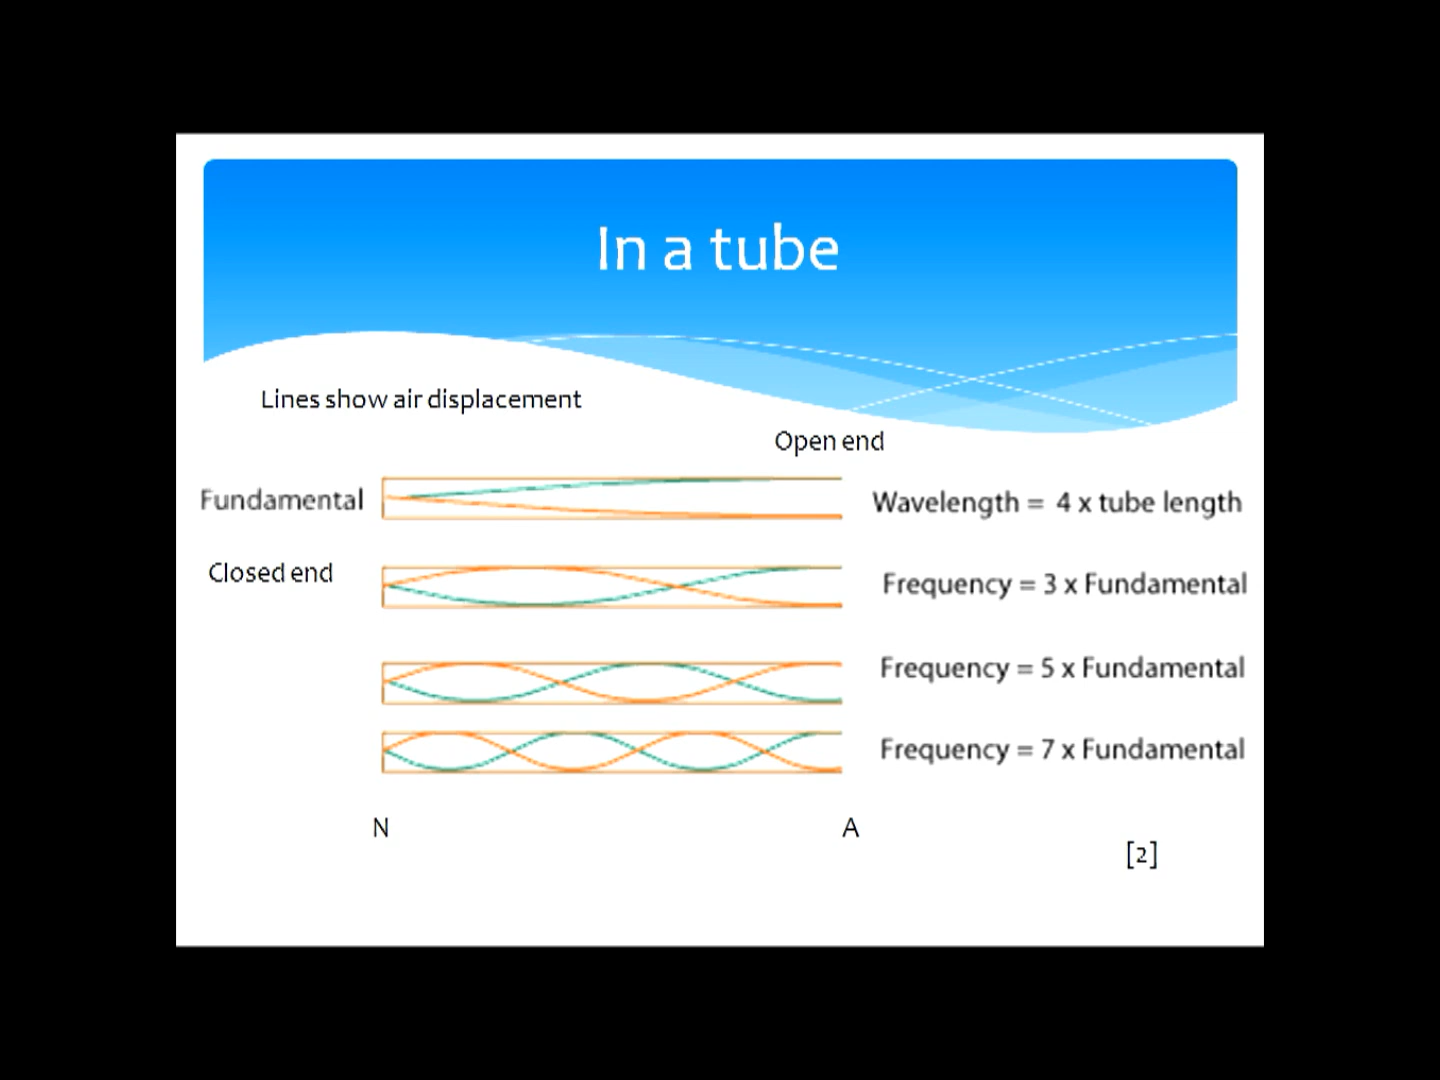 In a tube
Lines show air displacement
Open end
Fundamental
Wavelength = 4 x tube length
Closed end
Frequency = 3 x Fundamental
Frequency = 5 x Fundamental
Frequency = 7 x Fundamental
N
A
[2]